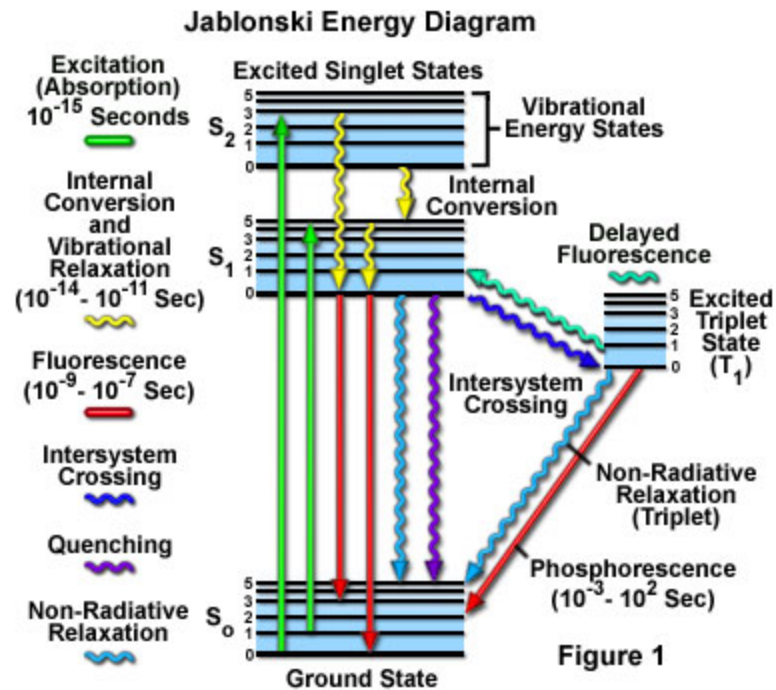 Jablonski Energy Diagram
Excitation
(Absorption)
10⁻¹⁵ Seconds
Internal
Conversion
and
Vibrational
Relaxation
(10⁻¹⁴ - 10⁻¹¹ Sec)
Fluorescence
(10⁻⁹ - 10⁻⁷ Sec)
Intersystem
Crossing
Quenching
Non-Radiative
Relaxation
Excited Singlet States
5
3
2
1
0
S₂
Vibrational
Energy States
Internal
Conversion
5
3
2
1
0
S₁
Delayed
Fluorescence
5
3
2
1
0
Excited
Triplet
State
(T₁)
Intersystem
Crossing
Non-Radiative
Relaxation
(Triplet)
Phosphorescence
(10⁻³ - 10² Sec)
5
3
2
1
0
Sₒ
Ground State
Figure 1